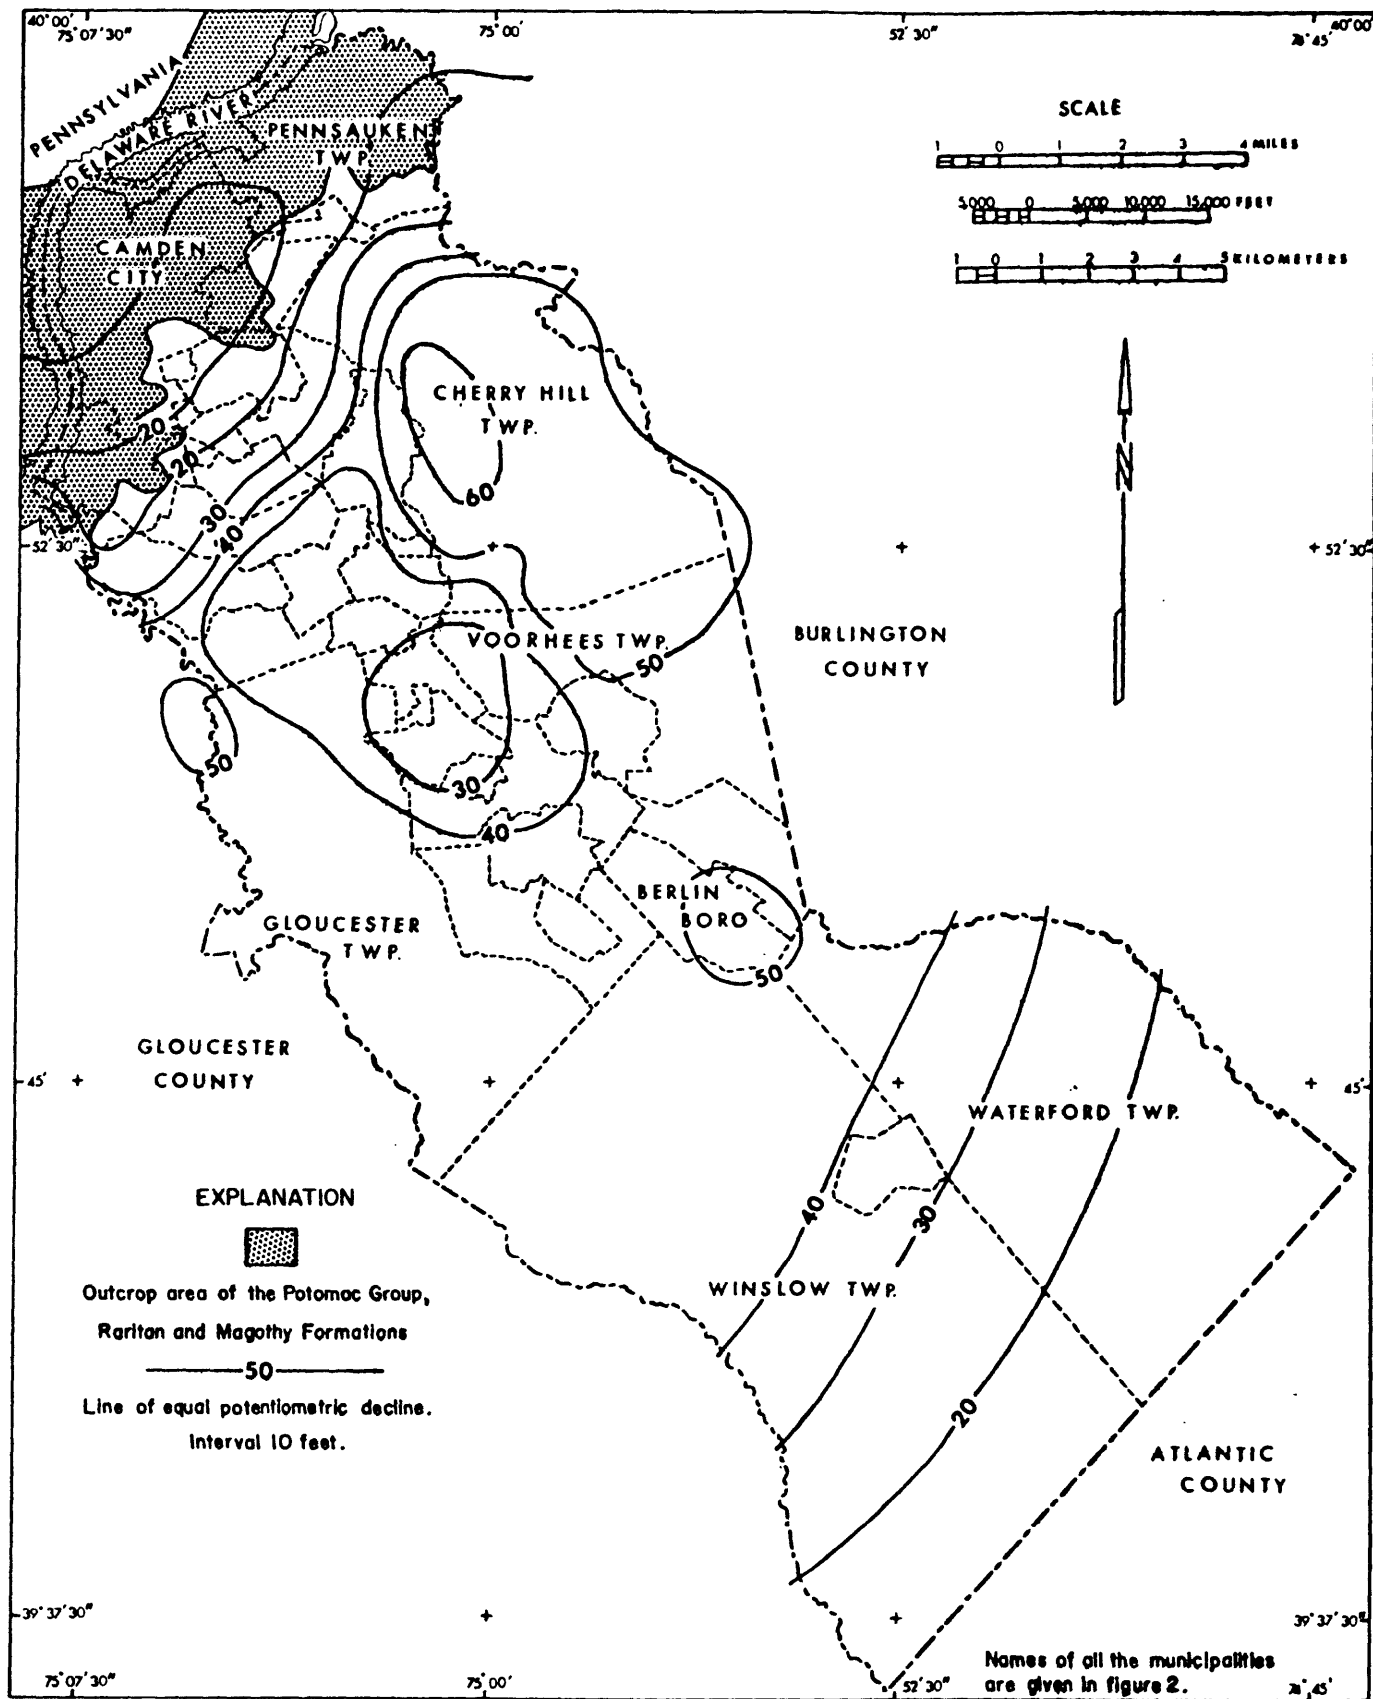 40°00'
75°07'30"
75°00'
52'30"
40°00'
45'
PENNSYLVANIA
DELAWARE RIVER
PENNSAUKEN
TWP.
CAMDEN
CITY
SCALE
1 0 1 2 3 4 MILES
5,000 0 5,000 10,000 15,000 FEET
1 0 1 2 3 4 5 KILOMETERS
N
CHERRY HILL
TWP.
20
20
60
30
40
52'30"
52'30"
VOORHEES TWP.
BURLINGTON
COUNTY
50
50
30
40
BERLIN
BORO
GLOUCESTER
TWP.
50
GLOUCESTER
COUNTY
45'
45'
WATERFORD TWP.
40
30
WINSLOW TWP.
20
ATLANTIC
COUNTY
EXPLANATION
Outcrop area of the Potomac Group,
Raritan and Magothy Formations
50
Line of equal potentiometric decline.
Interval 10 feet.
39°37'30"
39°37'30"
Names of all the municipalities
are given in figure 2.
75°07'30"
75°00'
52'30"
45'